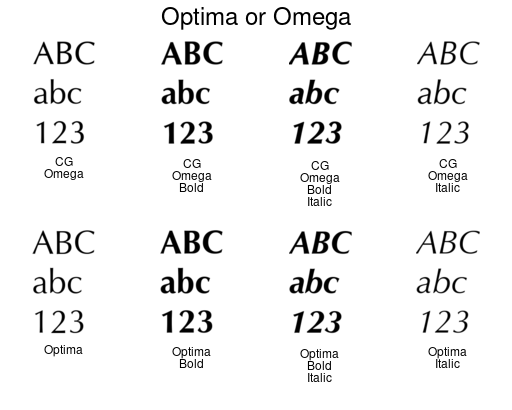 Optima or Omega
ABC ABC ABC ABC
abc abc abc abc
123 123 123 123
CG Omega
CG Omega Bold
CG Omega Bold Italic
CG Omega Italic
ABC ABC ABC ABC
abc abc abc abc
123 123 123 123
Optima
Optima Bold
Optima Bold Italic
Optima Italic